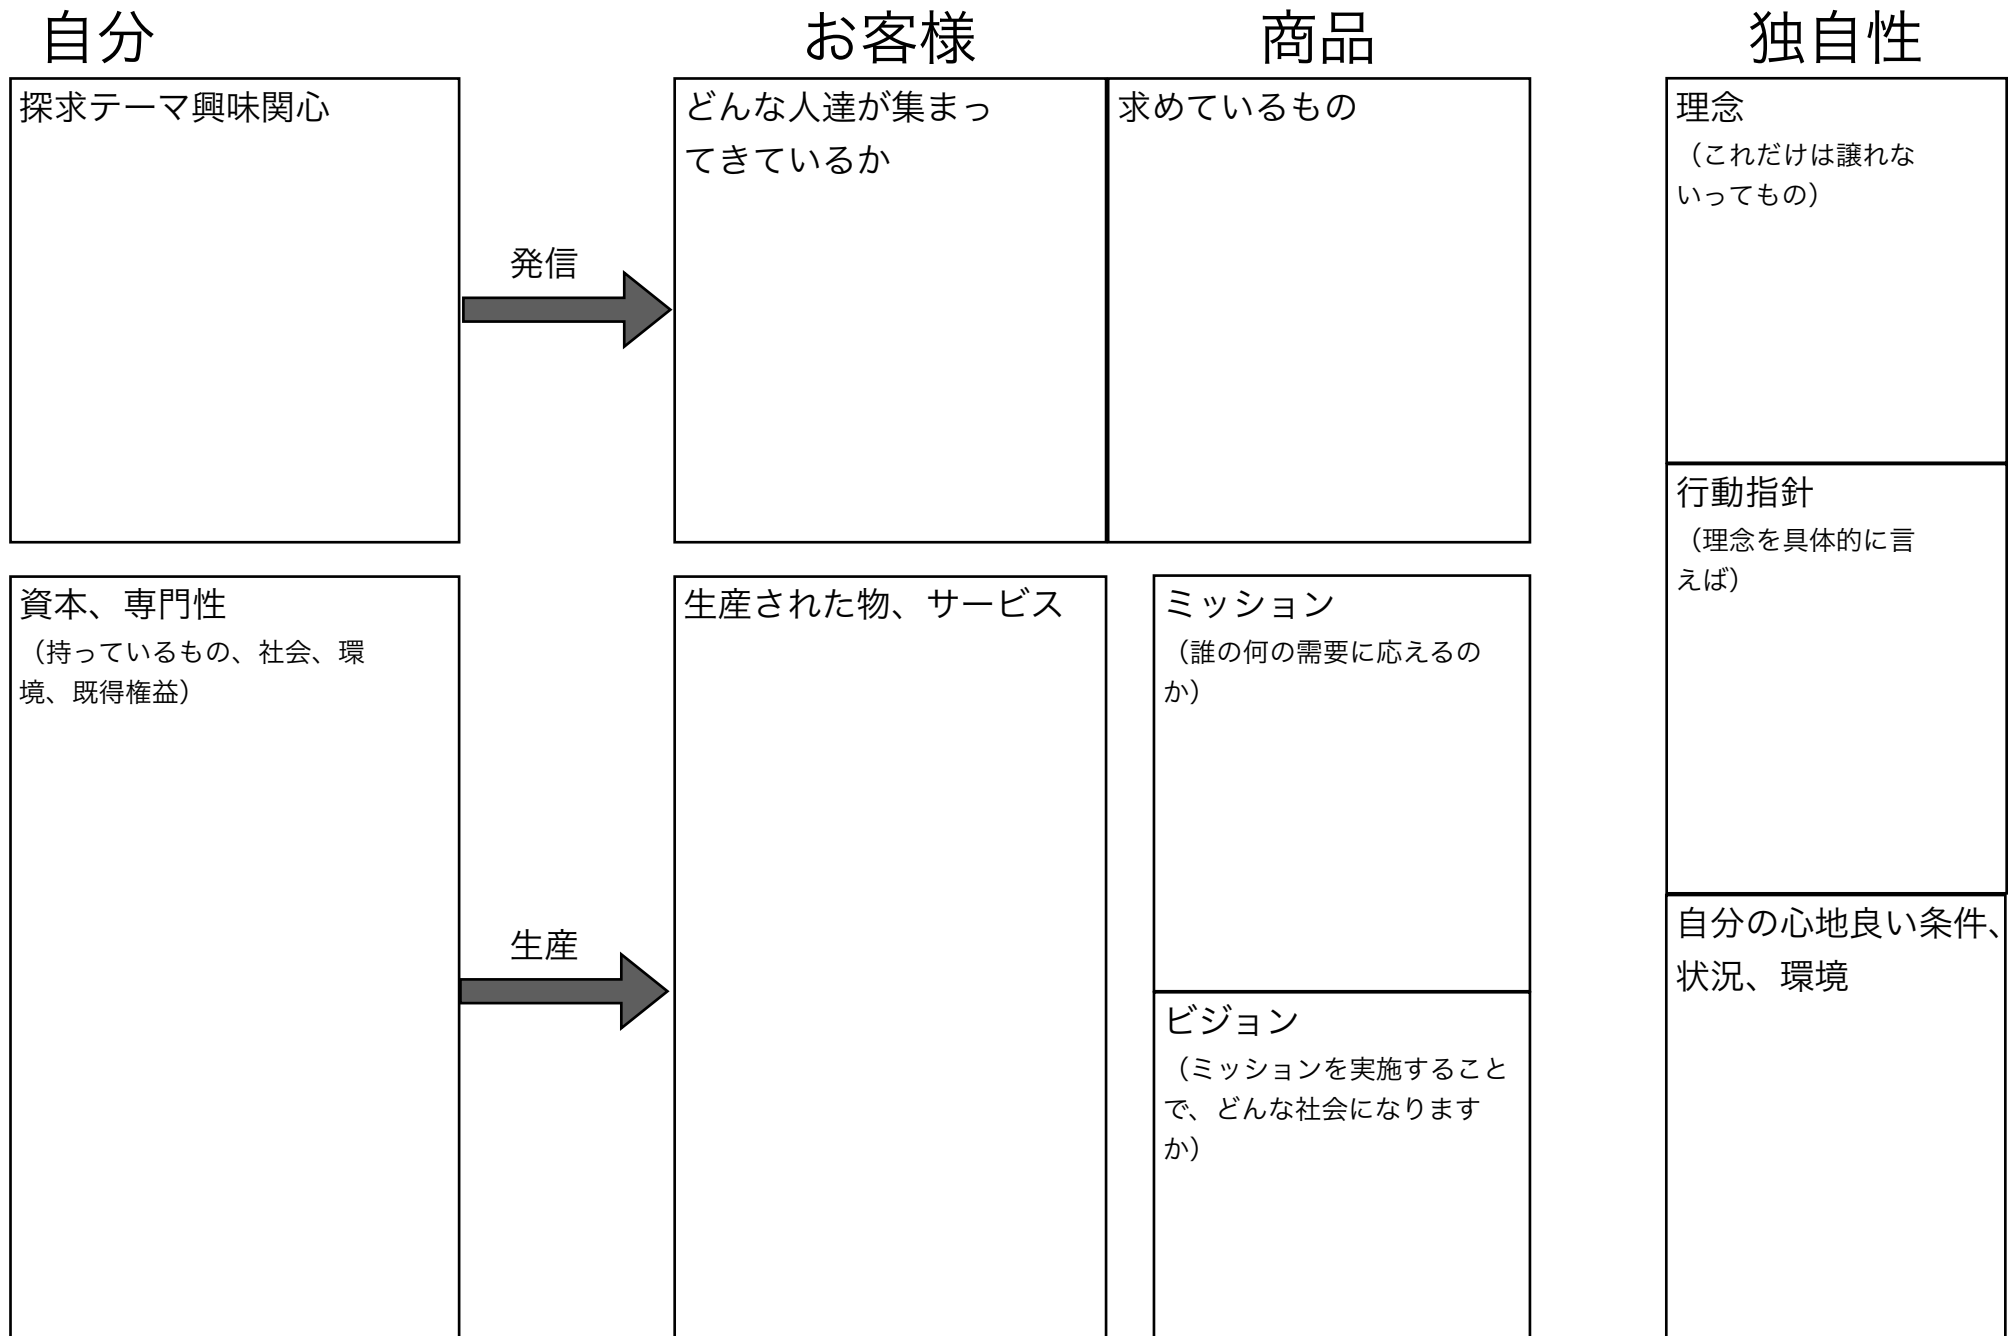 自分
お客様
商品
独自性
探求テーマ興味関心
発信
どんな人達が集まっ
てきているか
求めているもの
理念
（これだけは譲れな
いってもの）
行動指針
（理念を具体的に言
えば）
資本、専門性
（持っているもの、社会、環
境、既得権益）
生産
生産された物、サービス
ミッション
（誰の何の需要に応えるの
か）
ビジョン
（ミッションを実施すること
で、どんな社会になります
か）
自分の心地良い条件、
状況、環境